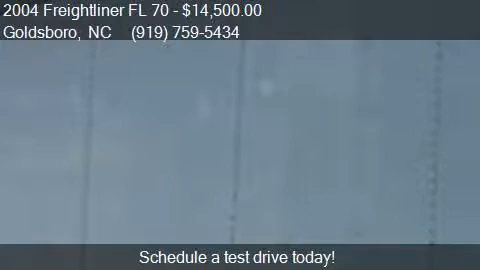 2004 Freightliner FL 70 - $14,500.00
Goldsboro, NC (919) 759-5434
Schedule a test drive today!